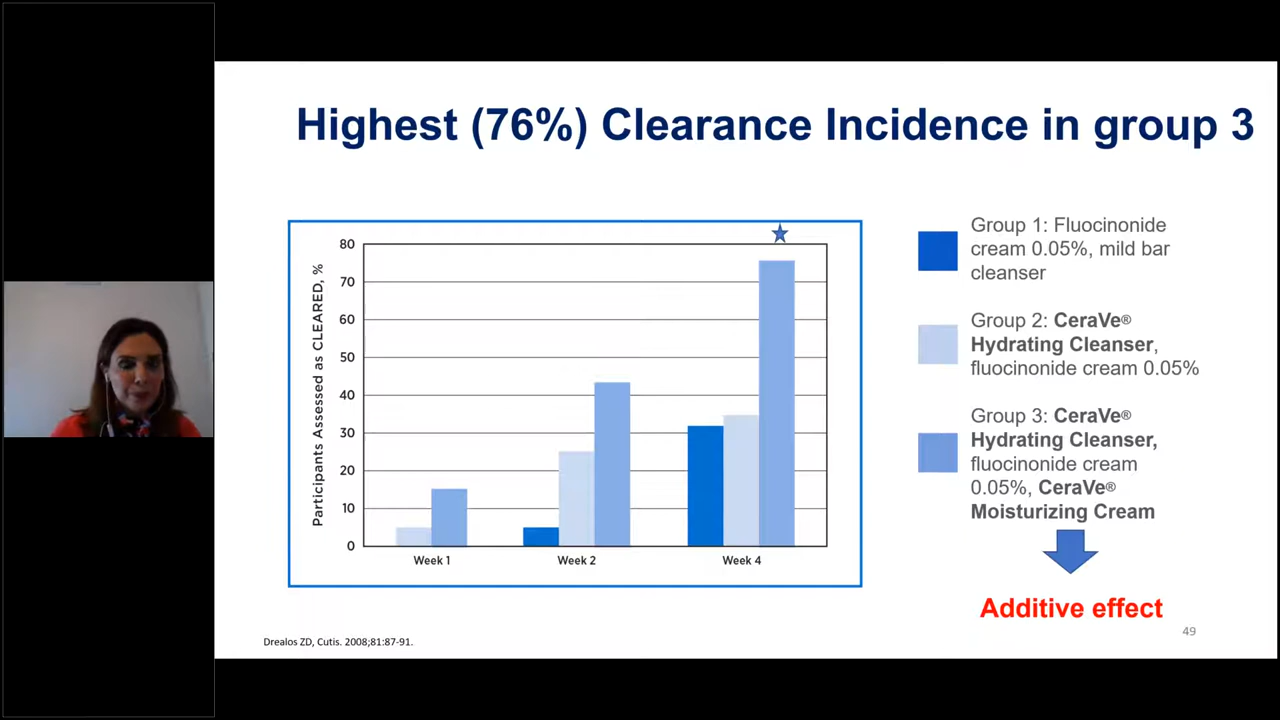 Highest (76%) Clearance Incidence in group 3
Participants Assessed as CLEARED, %
80
70
60
50
40
30
20
10
0
Week 1
Week 2
Week 4
Group 1: Fluocinonide
cream 0.05%, mild bar
cleanser
Group 2: CeraVe®
Hydrating Cleanser,
fluocinonide cream 0.05%
Group 3: CeraVe®
Hydrating Cleanser,
fluocinonide cream
0.05%, CeraVe®
Moisturizing Cream
Additive effect
Drealos ZD, Cutis. 2008;81:87-91.
49